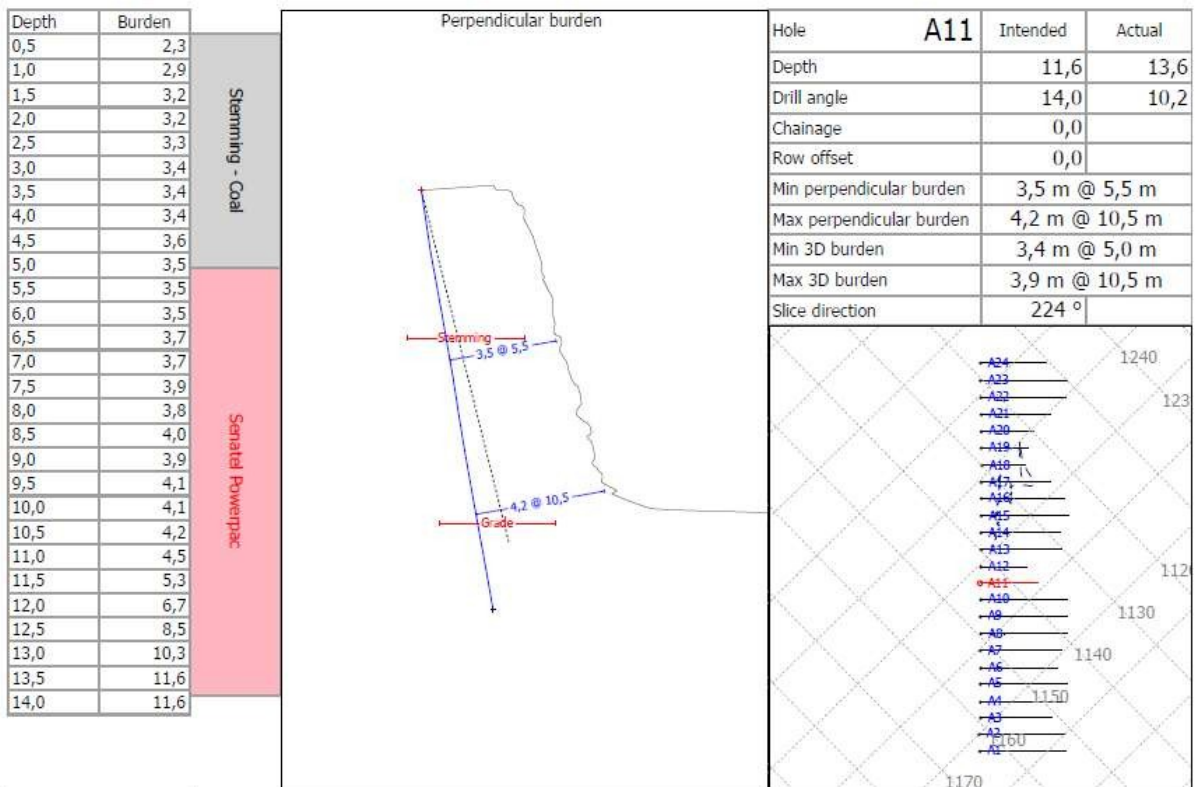 Depth Burden
0,5 2,3
1,0 2,9
1,5 3,2
2,0 3,2
2,5 3,3
3,0 3,4
3,5 3,4
4,0 3,4
4,5 3,6
5,0 3,5
5,5 3,5
6,0 3,5
6,5 3,7
7,0 3,7
7,5 3,9
8,0 3,8
8,5 4,0
9,0 3,9
9,5 4,1
10,0 4,1
10,5 4,2
11,0 4,5
11,5 5,3
12,0 6,7
12,5 8,5
13,0 10,3
13,5 11,6
14,0 11,6
Stemming - Coal
Senatel Powerpac
Perpendicular burden
Stemming
3,5 @ 5,5
4,2 @ 10,5
Grade
Hole A11 Intended Actual
Depth 11,6 13,6
Drill angle 14,0 10,2
Chainage 0,0
Row offset 0,0
Min perpendicular burden 3,5 m @ 5,5 m
Max perpendicular burden 4,2 m @ 10,5 m
Min 3D burden 3,4 m @ 5,0 m
Max 3D burden 3,9 m @ 10,5 m
Slice direction 224 °
1240
A24
A23
A22
123
A21
A20
A19
A18
A17
A16
A15
A14
A13
A12
1120
A11
A10
A9
1130
A8
A7
1140
A6
A5
A4
1150
A3
A2
1160
A1
1170